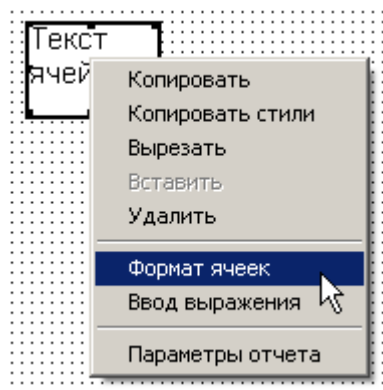 Текст
ячей
Копировать
Копировать стили
Вырезать
Вставить
Удалить
Формат ячеек
Ввод выражения
Параметры отчета